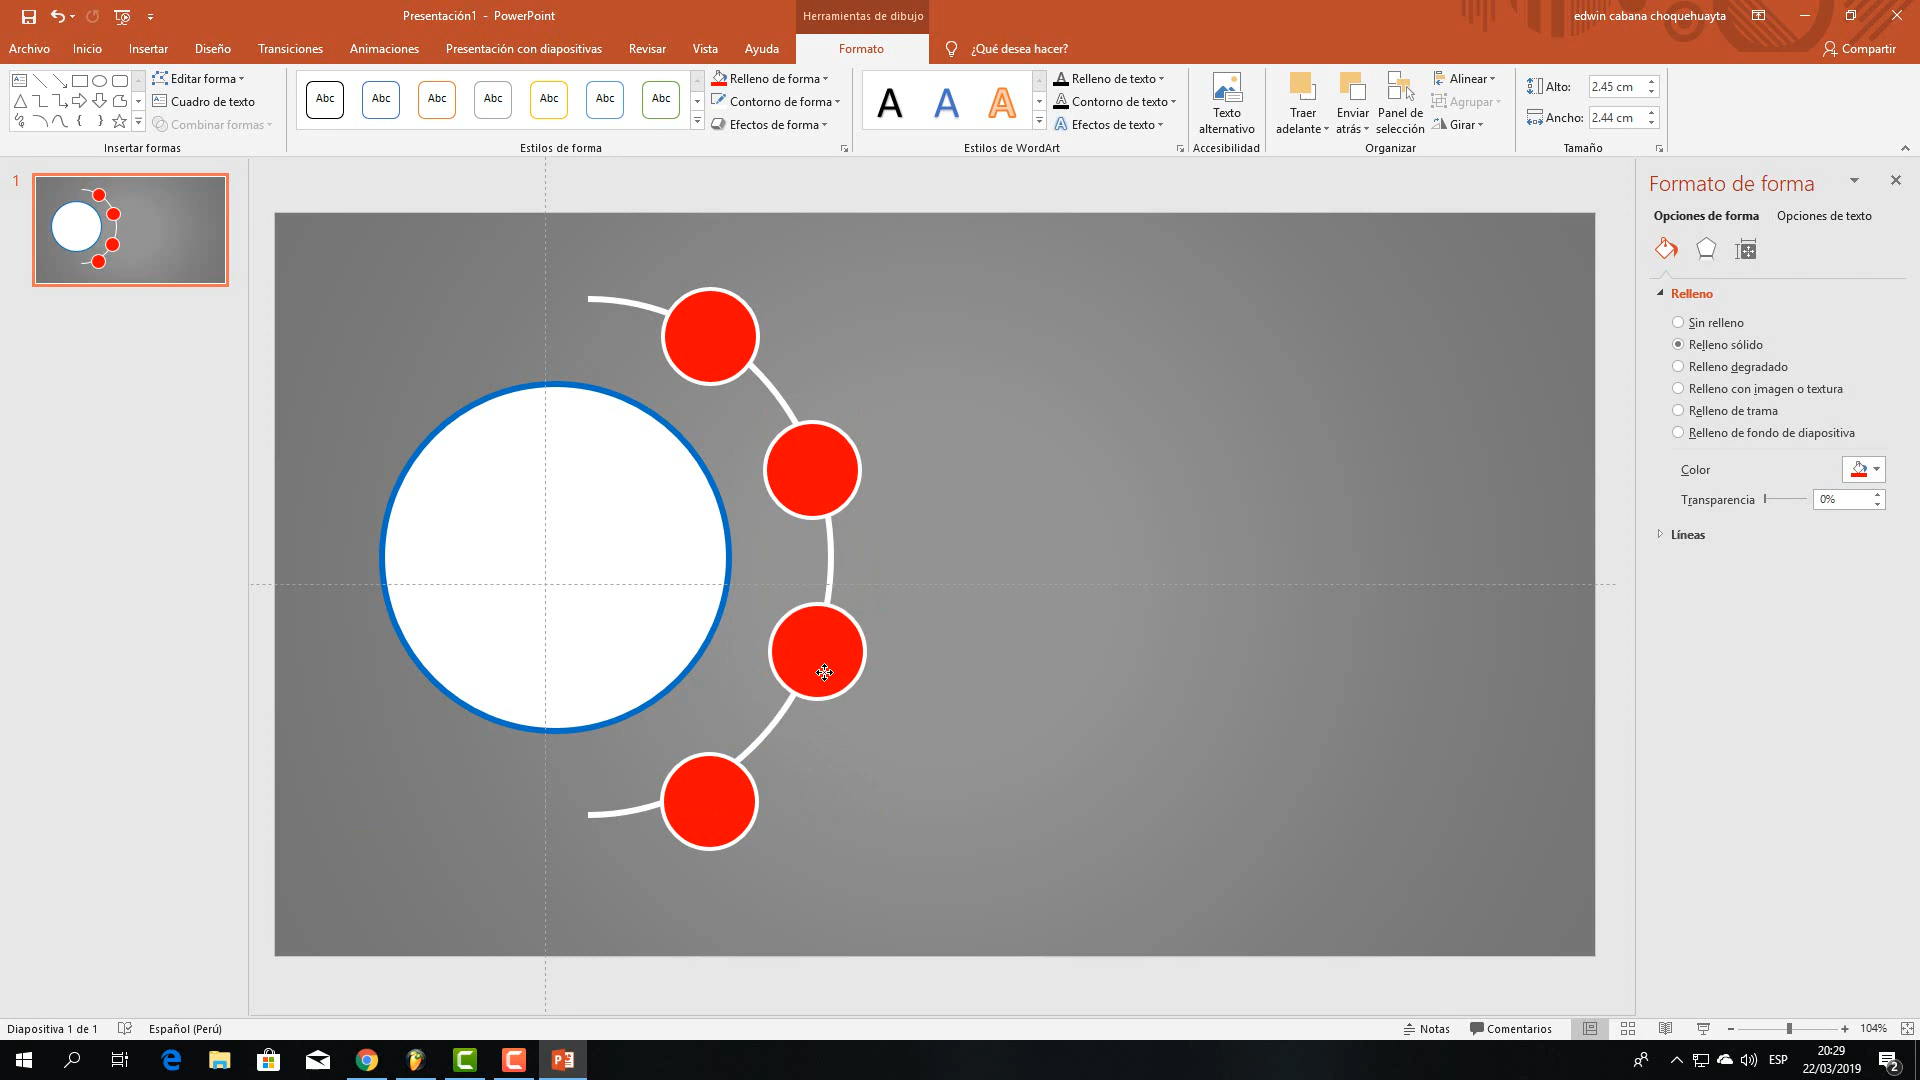 Presentación1 - PowerPoint
Herramientas de dibujo
edwin cabana choquehuayta
Archivo
Inicio
Insertar
Diseño
Transiciones
Animaciones
Presentación con diapositivas
Revisar
Vista
Ayuda
Formato
¿Qué desea hacer?
Compartir
Editar forma
Cuadro de texto
Combinar formas
Insertar formas
Abc Abc Abc Abc Abc Abc Abc
Relleno de forma
Contorno de forma
Efectos de forma
Estilos de forma
A A A
Relleno de texto
Contorno de texto
Efectos de texto
Estilos de WordArt
Texto
alternativo
Accesibilidad
Traer
adelante
Enviar
atrás
Panel de
selección
Alinear
Agrupar
Girar
Organizar
Alto: 2.45 cm
Ancho: 2.44 cm
Tamaño
1
Formato de forma
Opciones de forma
Opciones de texto
Relleno
Sin relleno
Relleno sólido
Relleno degradado
Relleno con imagen o textura
Relleno de trama
Relleno de fondo de diapositiva
Color
Transparencia 0%
Líneas
Diapositiva 1 de 1
Español (Perú)
Notas
Comentarios
104%
ESP
20:29
22/03/2019
2